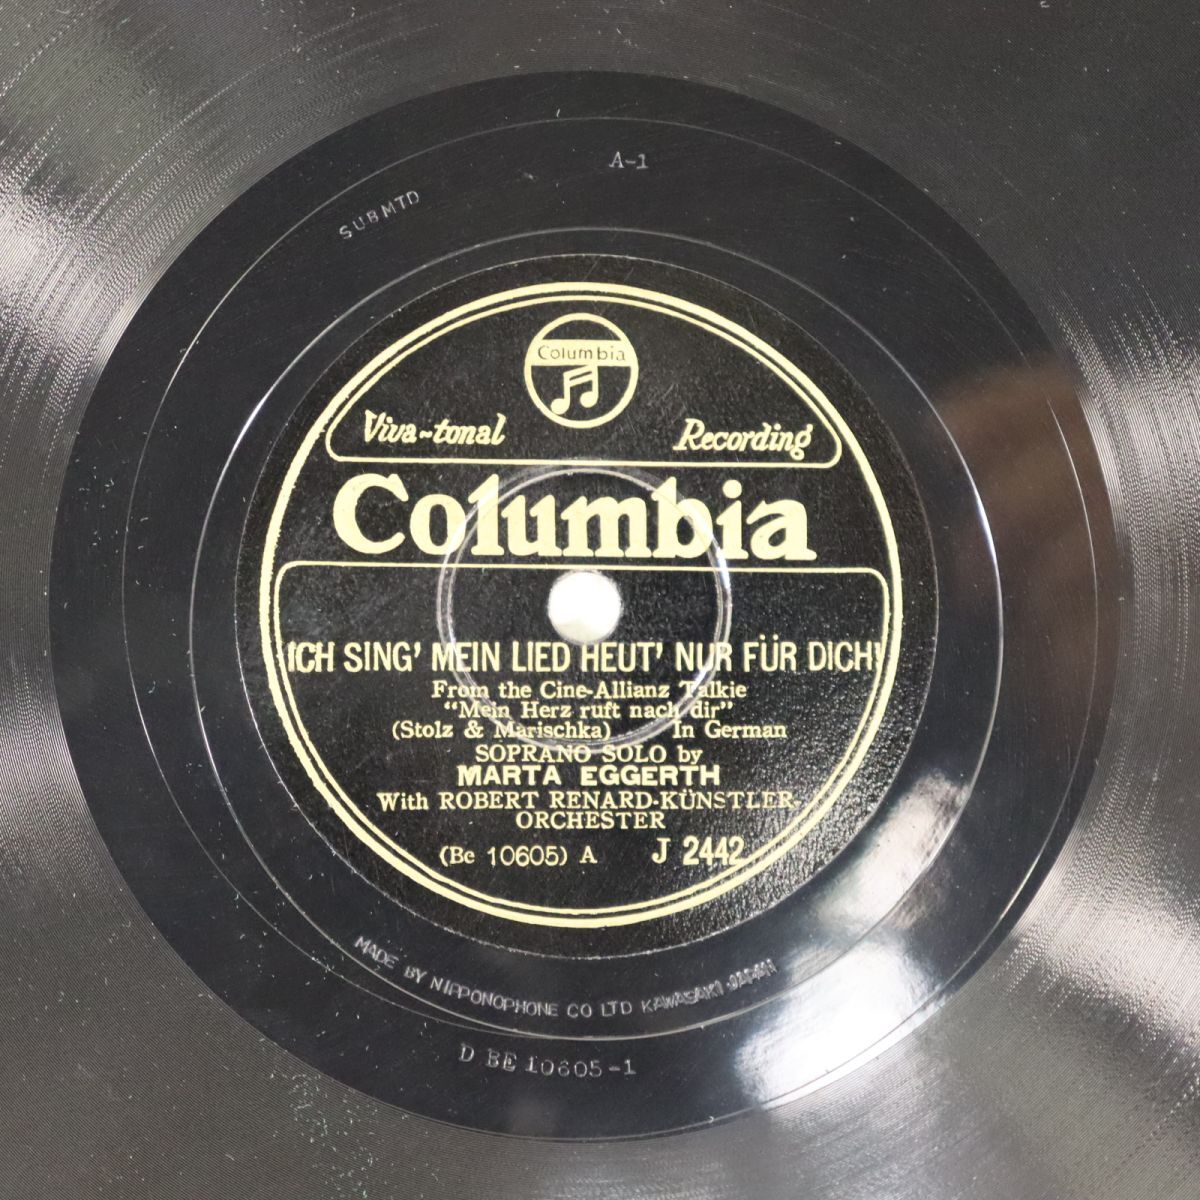 A-1
SUBMTD
Columbia
Viva-tonal Recording
Columbia
ICH SING' MEIN LIED HEUT' NUR FÜR DICH!
From the Cine-Allianz Talkie
"Mein Herz ruft nach dir"
(Stolz & Marischka) In German
SOPRANO SOLO by
MARTA EGGERTH
With ROBERT RENARD-KÜNSTLER-
ORCHESTER
(Be 10605) A J 2442
MADE BY NIPPONOPHONE CO LTD KAWASAKI JAPAN
D BE 10605-1